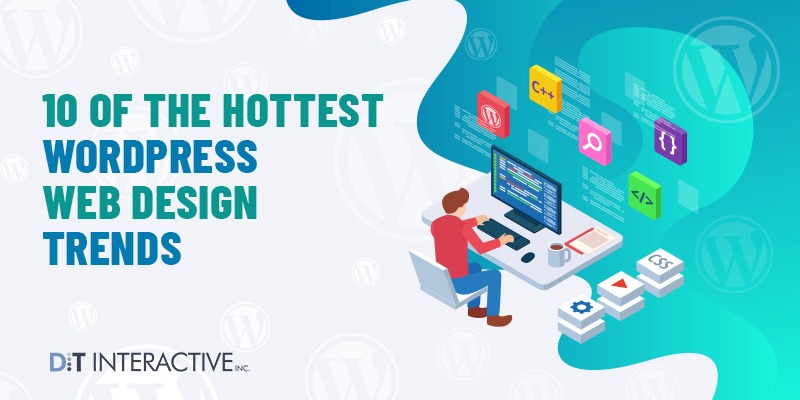 10 OF THE HOTTEST
WORDPRESS
WEB DESIGN
TRENDS
DiT INTERACTIVE INC.
C++
{}
</>
CSS